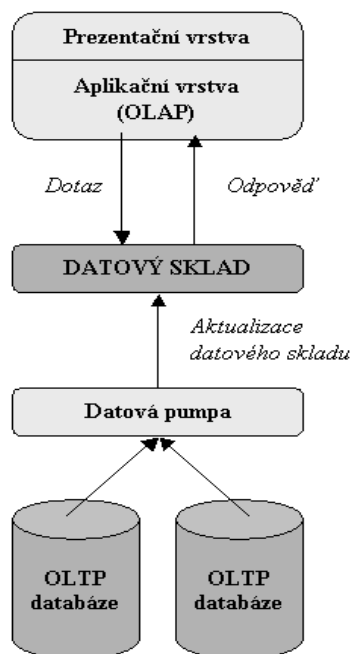 Prezentační vrstva
Aplikační vrstva
(OLAP)
Dotaz
Odpověď
DATOVÝ SKLAD
Aktualizace
datového skladu
Datová pumpa
OLTP
databáze
OLTP
databáze